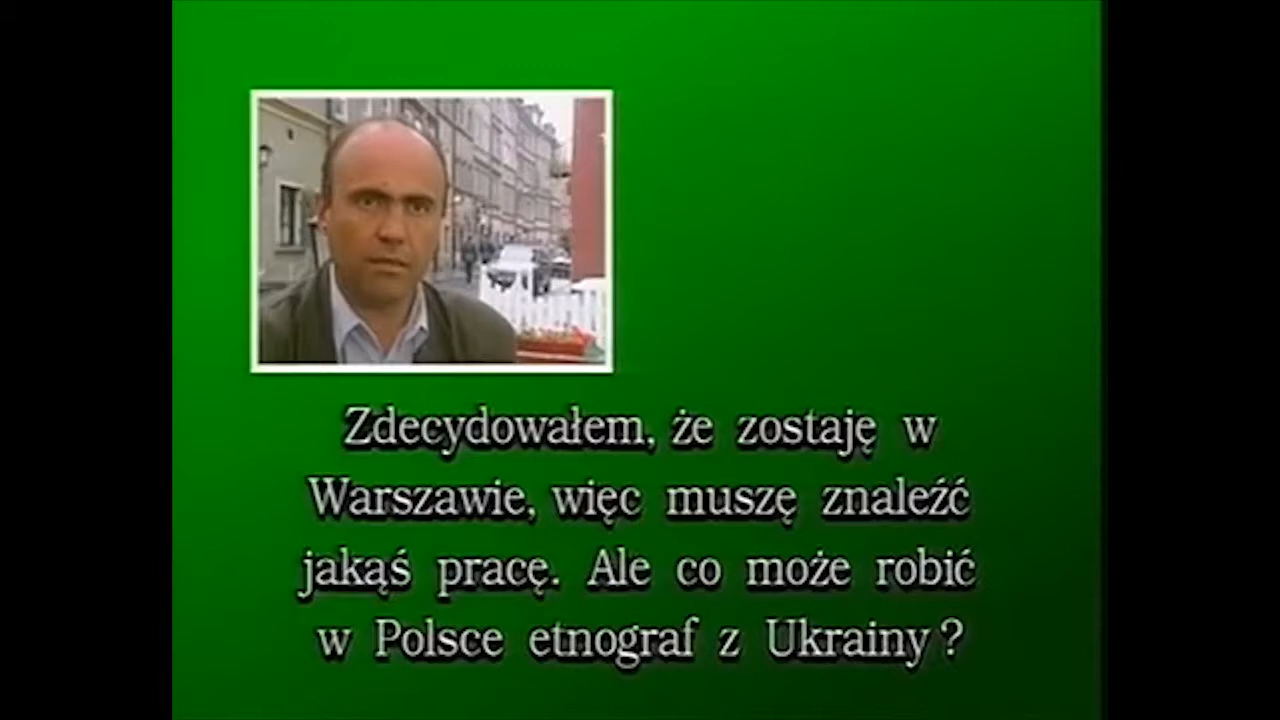 Zdecydowałem, że zostaję w
Warszawie, więc muszę znaleźć
jakąś pracę. Ale co może robić
w Polsce etnograf z Ukrainy?